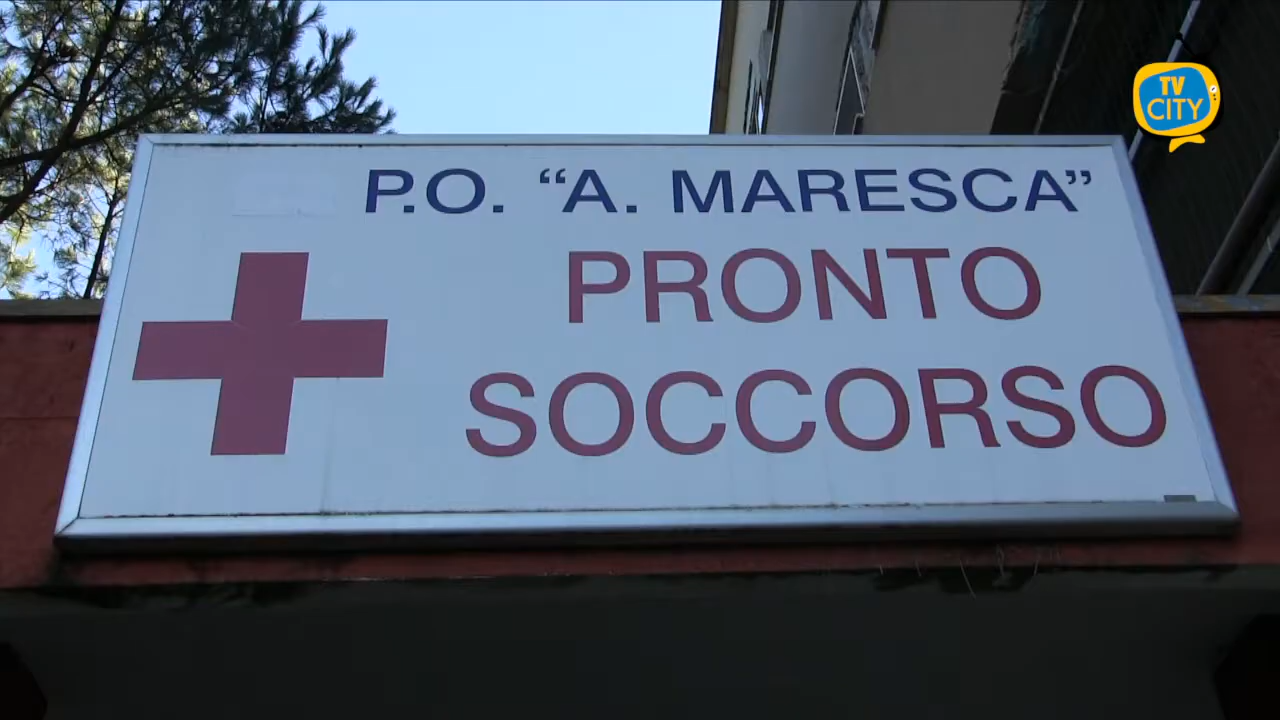 TV
CITY
P.O. “A. MARESCA”
PRONTO
SOCCORSO